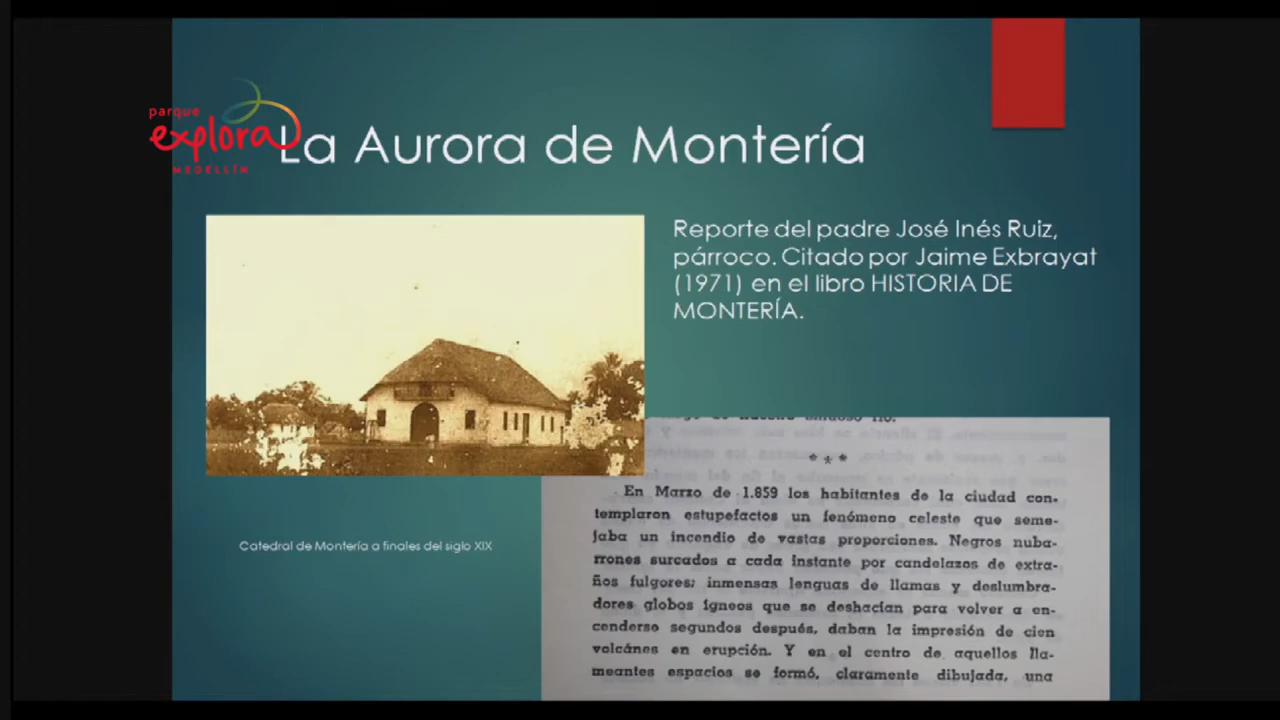 parque
explora
MEDELLÍN
La Aurora de Montería
Reporte del padre José Inés Ruiz,
párroco. Citado por Jaime Exbrayat
(1971) en el libro HISTORIA DE
MONTERÍA.
Catedral de Montería a finales del siglo XIX
* * *
En Marzo de 1.859 los habitantes de la ciudad con-
templaron estupefactos un fenómeno celeste que seme-
jaba un incendio de vastas proporciones. Negros nuba-
rrones surcados a cada instante por candelazos de extra-
ños fulgores; inmensas lenguas de llamas y deslumbra-
dores globos ígneos que se deshacían para volver a en-
cenderse segundos después, daban la impresión de cien
volcánes en erupción. Y en el centro de aquellos lla-
meantes espacios se formó, claramente dibujada, una